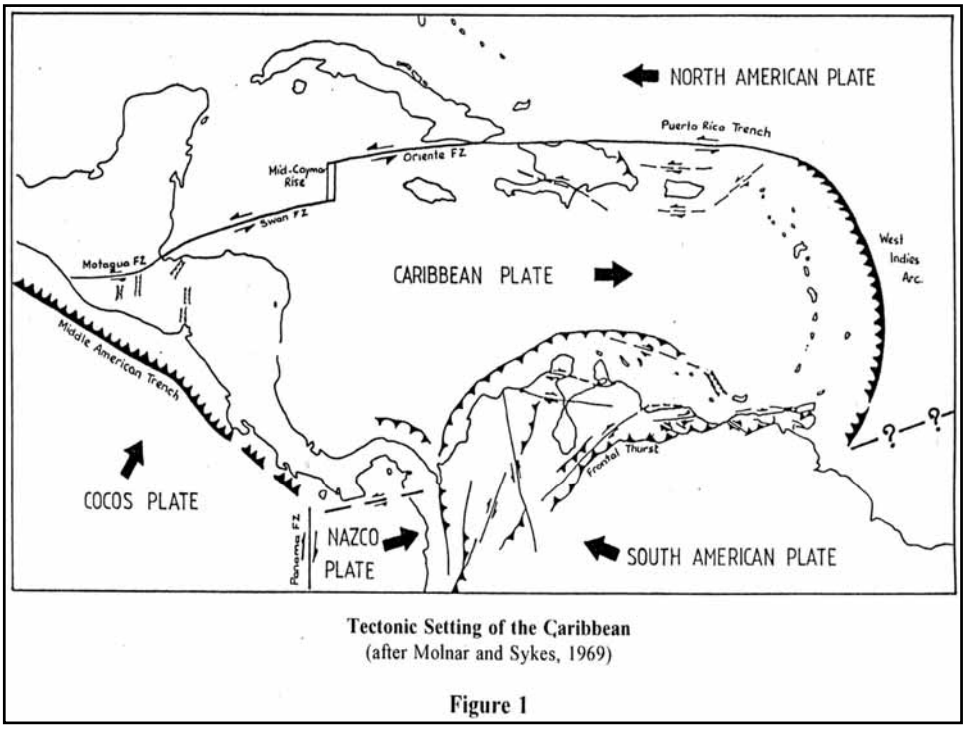 NORTH AMERICAN PLATE
Puerto Rico Trench
Oriente FZ
Mid-Cayman
Rise
Swan FZ
Motagua FZ
West
Indies
Arc.
CARIBBEAN PLATE
Middle American Trench
?
?
Frontal Thurst
COCOS PLATE
Panama FZ
NAZCO
PLATE
SOUTH AMERICAN PLATE
Tectonic Setting of the Caribbean
(after Molnar and Sykes, 1969)
Figure 1